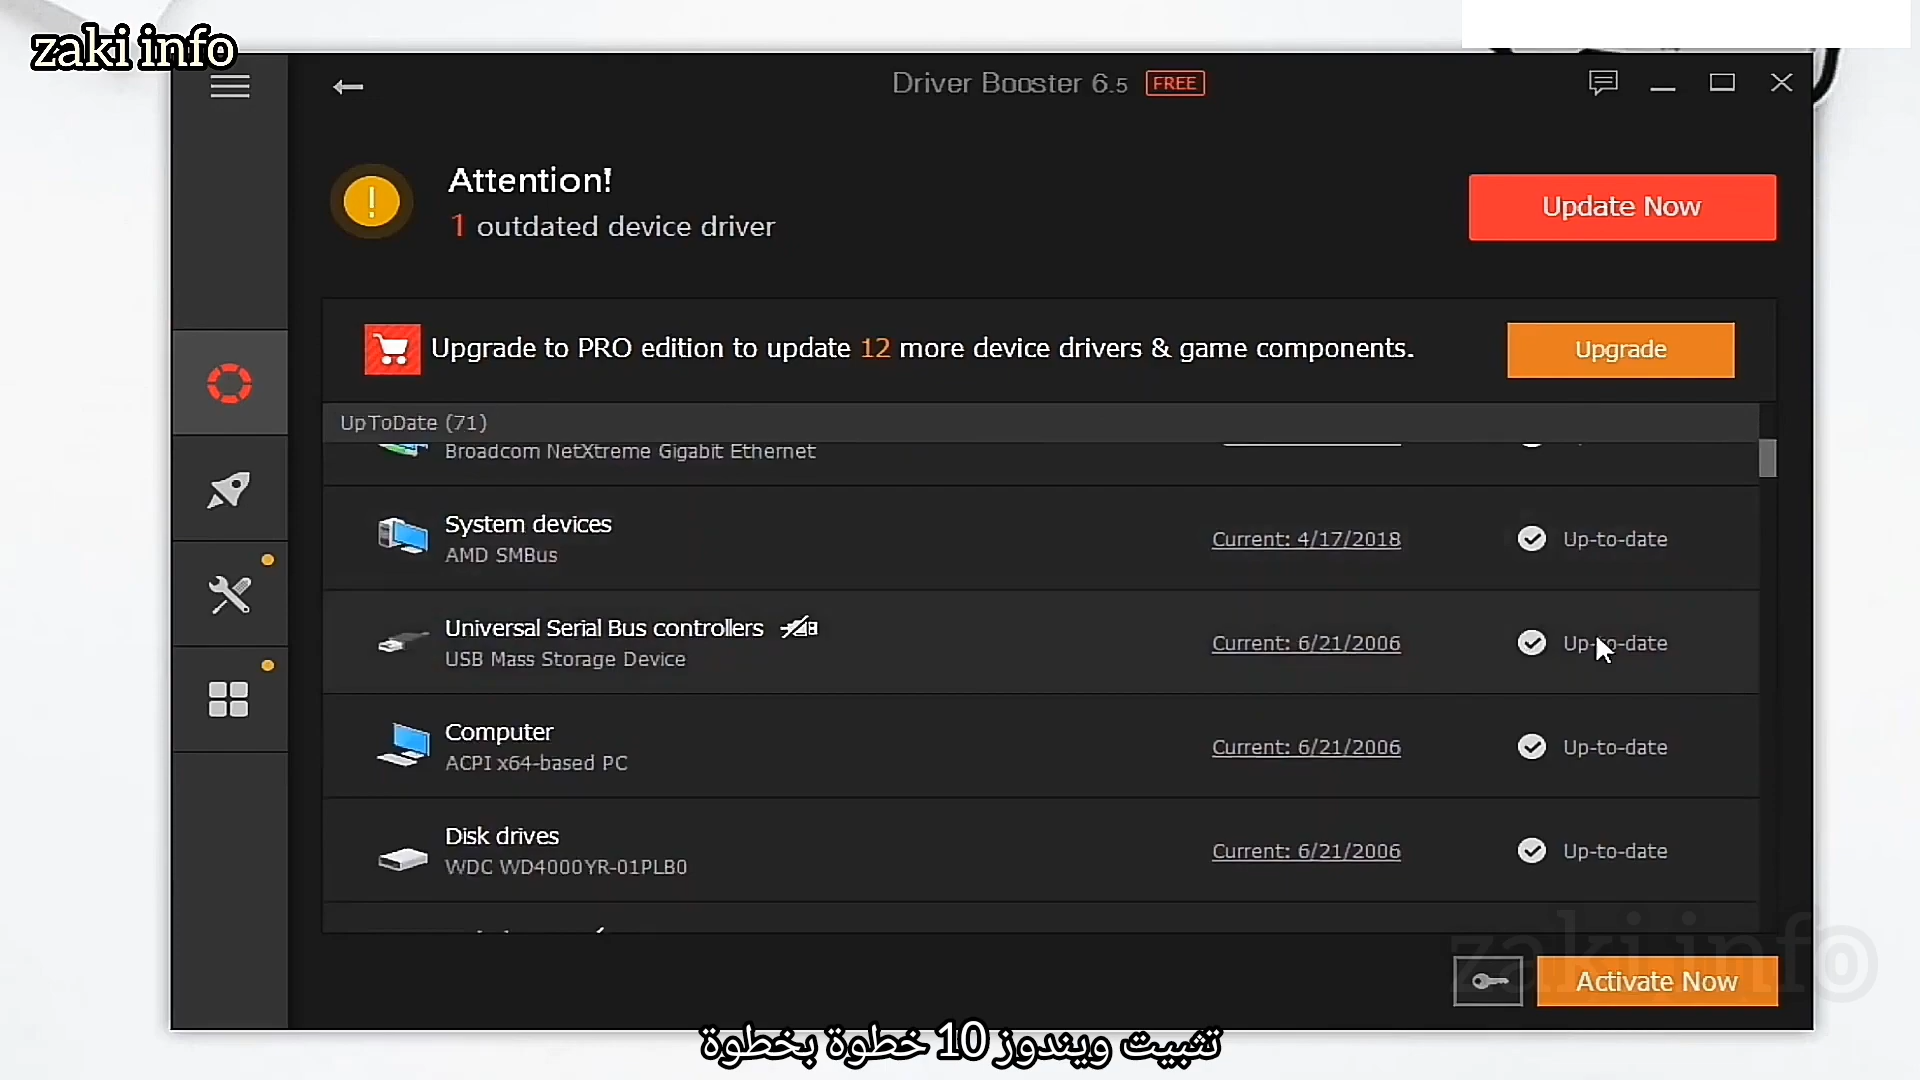 zaki info
Driver Booster 6.5 FREE
Attention!
1 outdated device driver
Update Now
Upgrade to PRO edition to update 12 more device drivers & game components.
Upgrade
UpToDate (71)
Broadcom NetXtreme Gigabit Ethernet
System devices
AMD SMBus
Current: 4/17/2018
Up-to-date
Universal Serial Bus controllers
USB Mass Storage Device
Current: 6/21/2006
Up-to-date
Computer
ACPI x64-based PC
Current: 6/21/2006
Up-to-date
Disk drives
WDC WD4000YR-01PLB0
Current: 6/21/2006
Up-to-date
zaki info
Activate Now
تثبيت ويندوز 10 خطوة بخطوة